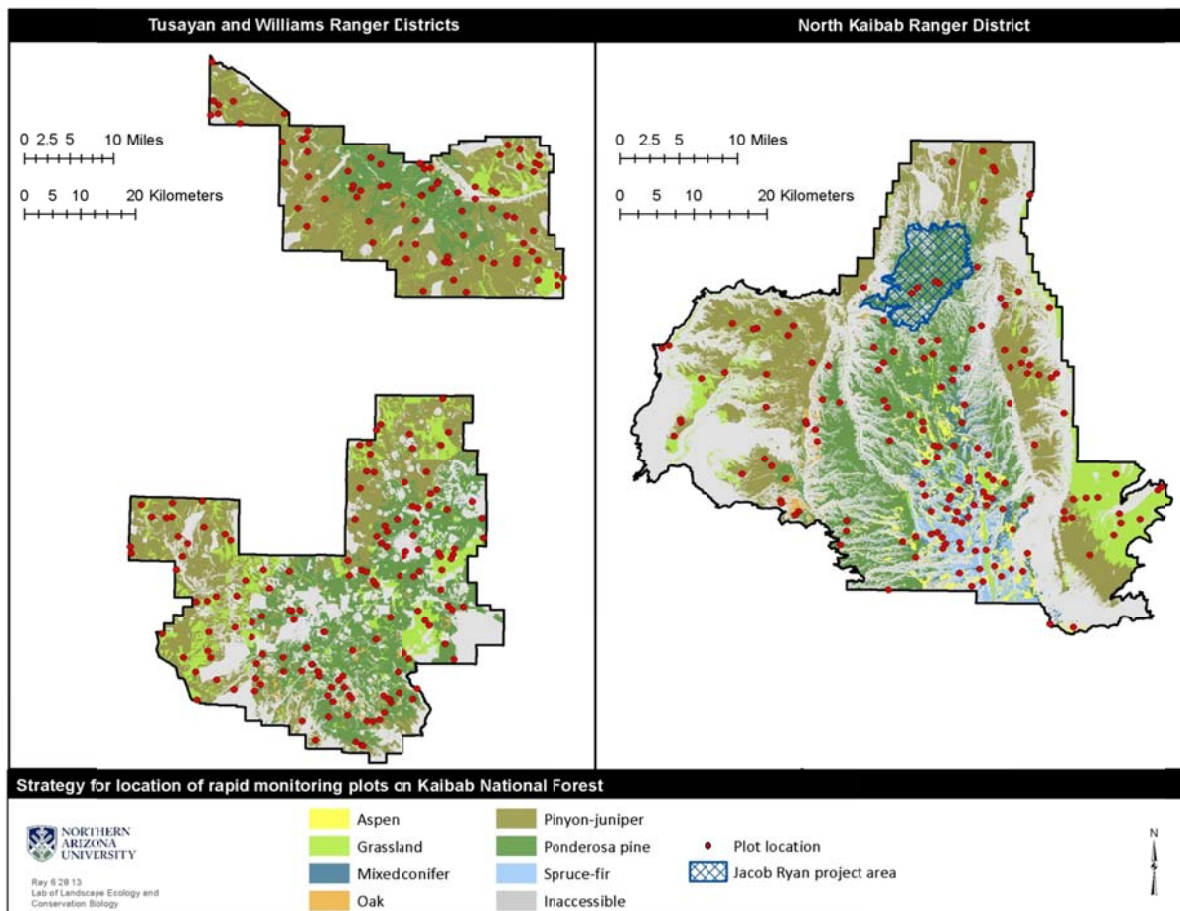 Tusayan and Williams Ranger Districts
North Kaibab Ranger District
0 2.5 5 10 Miles
0 5 10 20 Kilometers
0 2.5 5 10 Miles
0 5 10 20 Kilometers
Strategy for location of rapid monitoring plots on Kaibab National Forest
NORTHERN
ARIZONA
UNIVERSITY
Ray 6 28 13
Lab of Landscape Ecology and
Conservation Biology
Aspen
Grassland
Mixedconifer
Oak
Pinyon-juniper
Ponderosa pine
Spruce-fir
Inaccessible
Plot location
Jacob Ryan project area
N